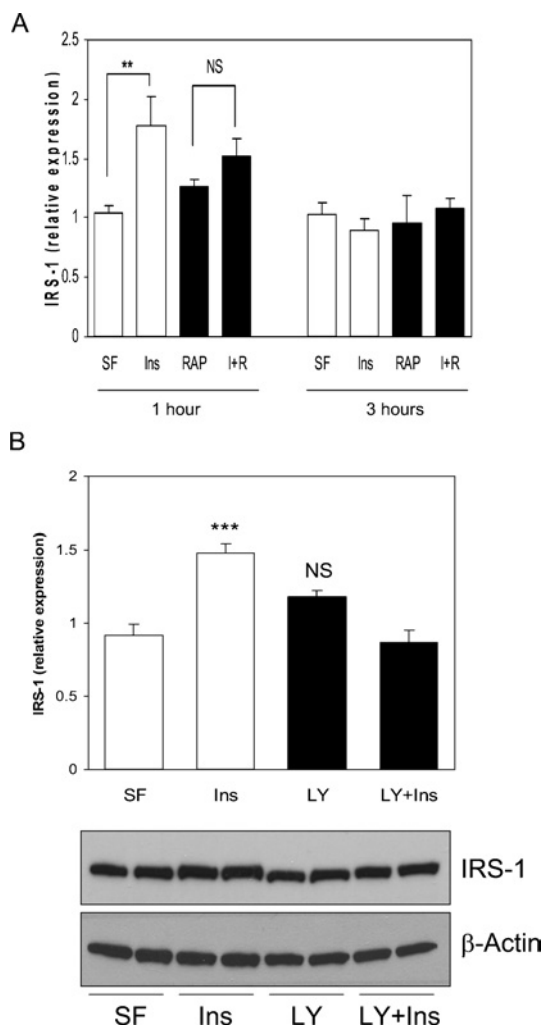 A
IRS-1 (relative expression)
2.5
2
1.5
1
0.5
0
** NS
SF Ins RAP I+R SF Ins RAP I+R
1 hour 3 hours
B
IRS-1 (relative expression)
2
1.5
1
0.5
0
***
NS
SF Ins LY LY+Ins
IRS-1
β-Actin
SF Ins LY LY+Ins